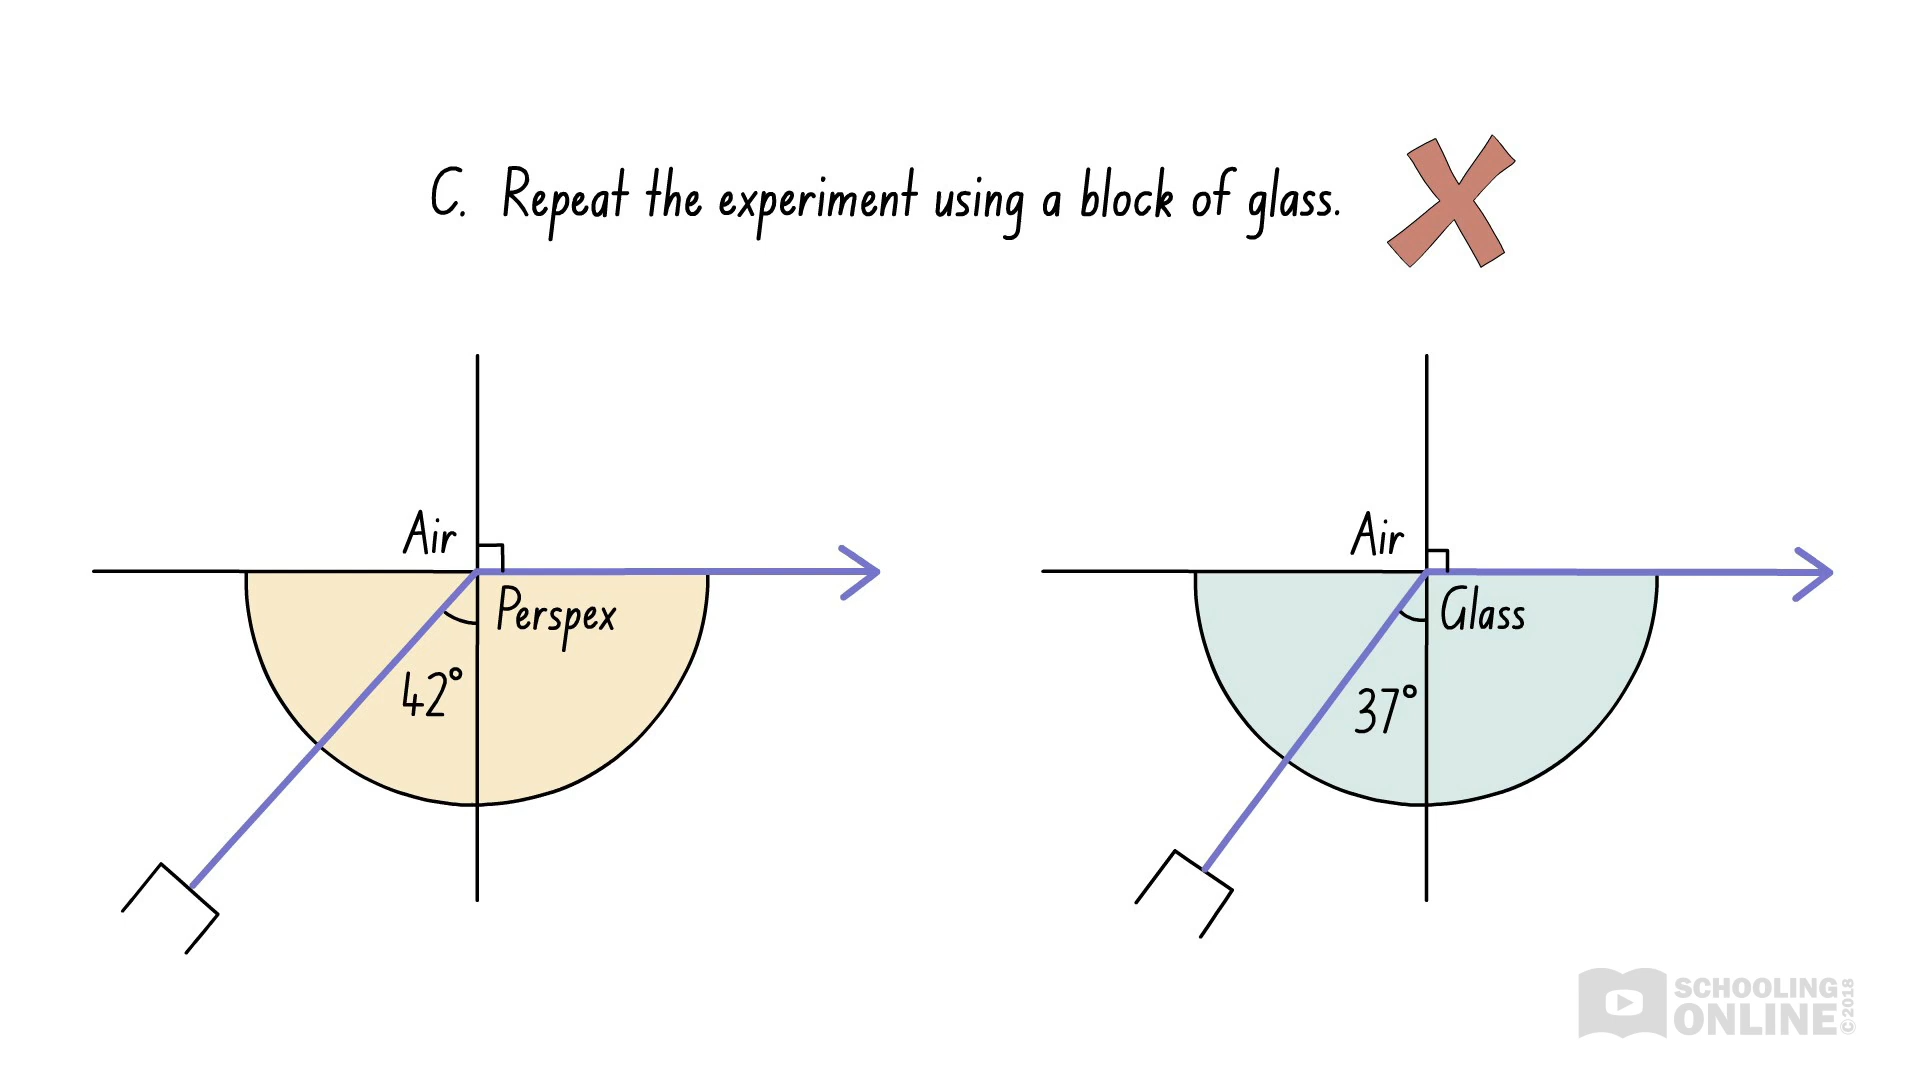 C. Repeat the experiment using a block of glass.
Air
Perspex
42°
Air
Glass
37°
SCHOOLING
ONLINE
©2018